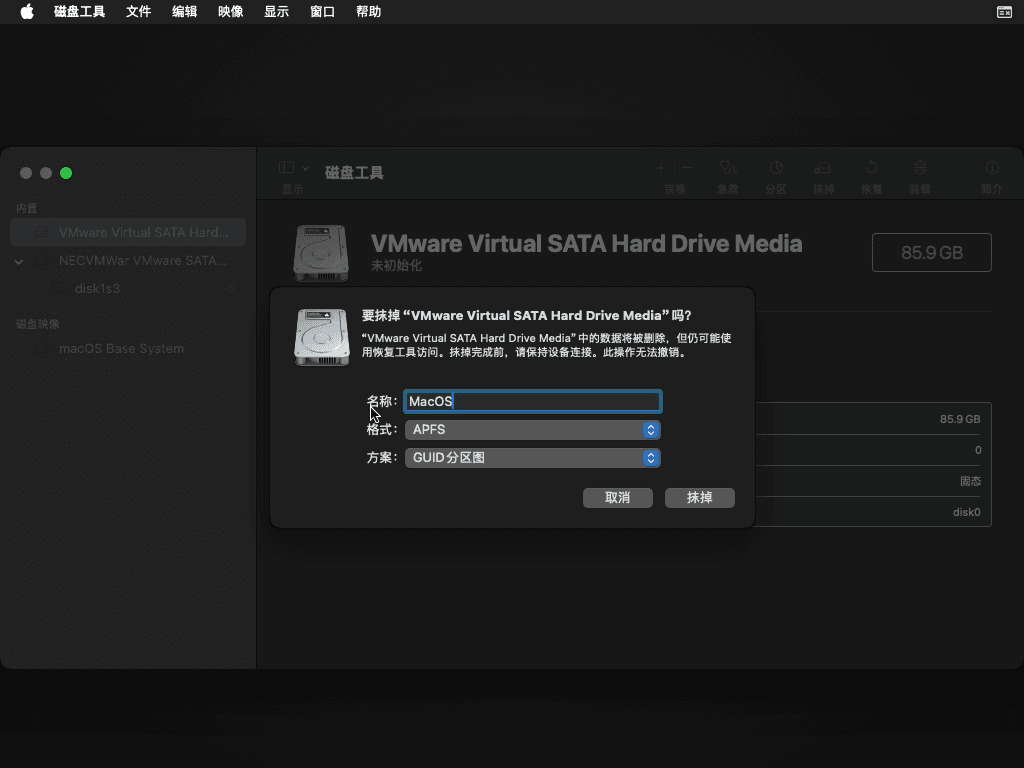 磁盘工具 文件 编辑 映像 显示 窗口 帮助
磁盘工具
显示
宗卷 急救 分区 抹掉 恢复 装载 简介
内置
VMware Virtual SATA Hard...
NECVMWar VMware SATA...
disk1s3
磁盘映像
macOS Base System
VMware Virtual SATA Hard Drive Media
未初始化
85.9 GB
要抹掉“VMware Virtual SATA Hard Drive Media”吗?
“VMware Virtual SATA Hard Drive Media”中的数据将被删除，但仍可能使
用恢复工具访问。抹掉完成前，请保持设备连接。此操作无法撤销。
名称： MacOS
格式： APFS
方案： GUID分区图
取消 抹掉
85.9 GB
0
固态
disk0